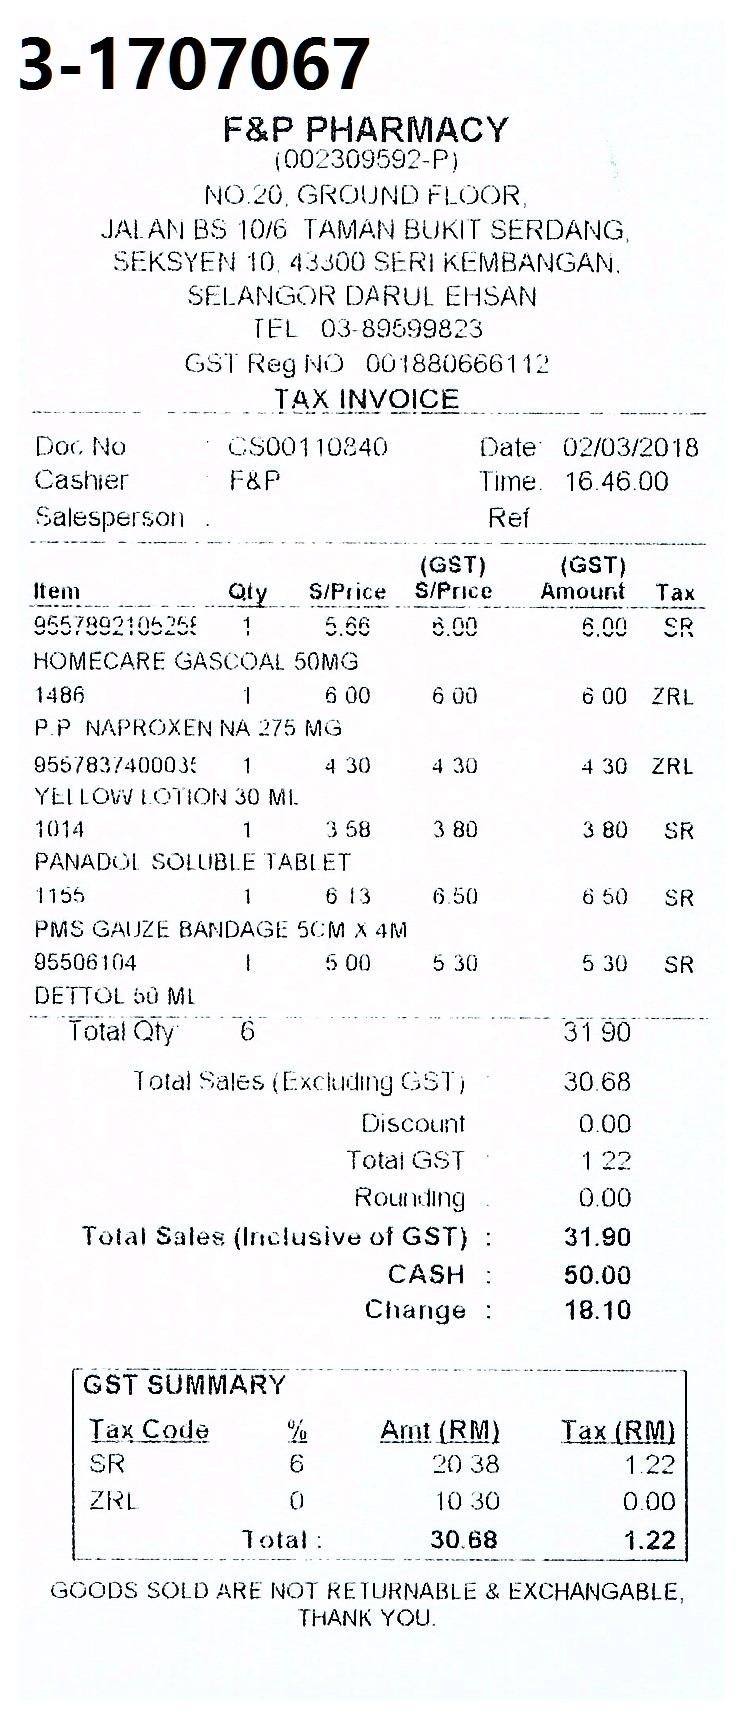 3-1707067
F&P PHARMACY
(002309592-P)
NO.20, GROUND FLOOR,
JALAN BS 10/6 TAMAN BUKIT SERDANG,
SEKSYEN 10, 43300 SERI KEMBANGAN,
SELANGOR DARUL EHSAN
TEL 03-89599823
GST Reg NO 001880666112
TAX INVOICE
Doc No : CS00110840 Date: 02/03/2018
Cashier : F&P Time: 16:46:00
Salesperson : Ref
(GST) (GST)
Item Qty S/Price S/Price Amount Tax
1 5.66 6.00 6.00 SR
HOMECARE GASCOAL 50MG
1486 1 6.00 6.00 6.00 ZRL
P.P NAPROXEN NA 275 MG
1 4.30 4.30 4.30 ZRL
YELLOW LOTION 30 ML
1014 1 3.58 3.80 3.80 SR
PANADOL SOLUBLE TABLET
1155 1 6.13 6.50 6.50 SR
PMS GAUZE BANDAGE 5CM X 4M
95506104 1 5.00 5.30 5.30 SR
DETTOL 50 ML
Total Qty 6 31.90
Total Sales (Excluding GST) : 30.68
Discount 0.00
Total GST : 1.22
Rounding : 0.00
Total Sales (Inclusive of GST) : 31.90
CASH : 50.00
Change : 18.10
GST SUMMARY
Tax Code % Amt (RM) Tax (RM)
SR 6 20.38 1.22
ZRL 0 10.30 0.00
Total : 30.68 1.22
GOODS SOLD ARE NOT RETURNABLE & EXCHANGABLE,
THANK YOU.